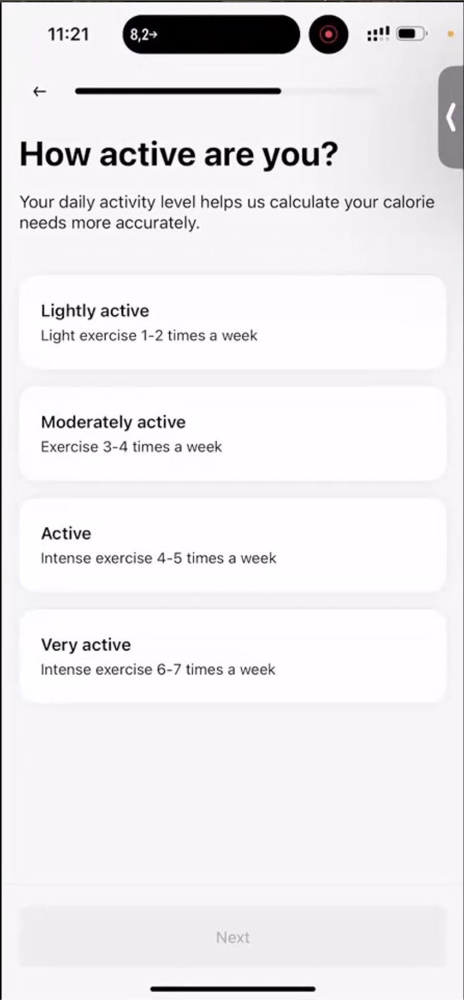 11:21
8,2→
How active are you?
Your daily activity level helps us calculate your calorie
needs more accurately.
Lightly active
Light exercise 1-2 times a week
Moderately active
Exercise 3-4 times a week
Active
Intense exercise 4-5 times a week
Very active
Intense exercise 6-7 times a week
Next